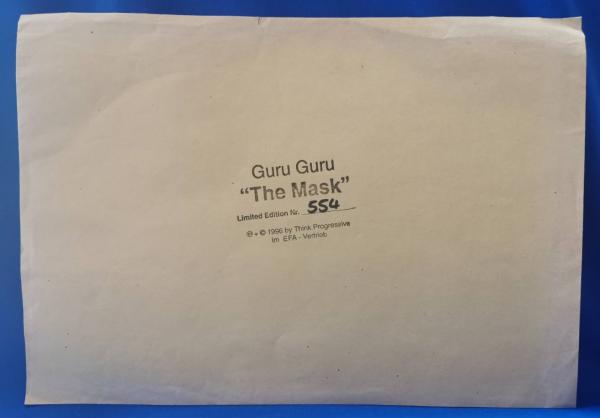 Guru Guru
“The Mask”
Limited Edition Nr. 554
℗ + © 1996 by Think Progressive
Im EFA - Vertrieb